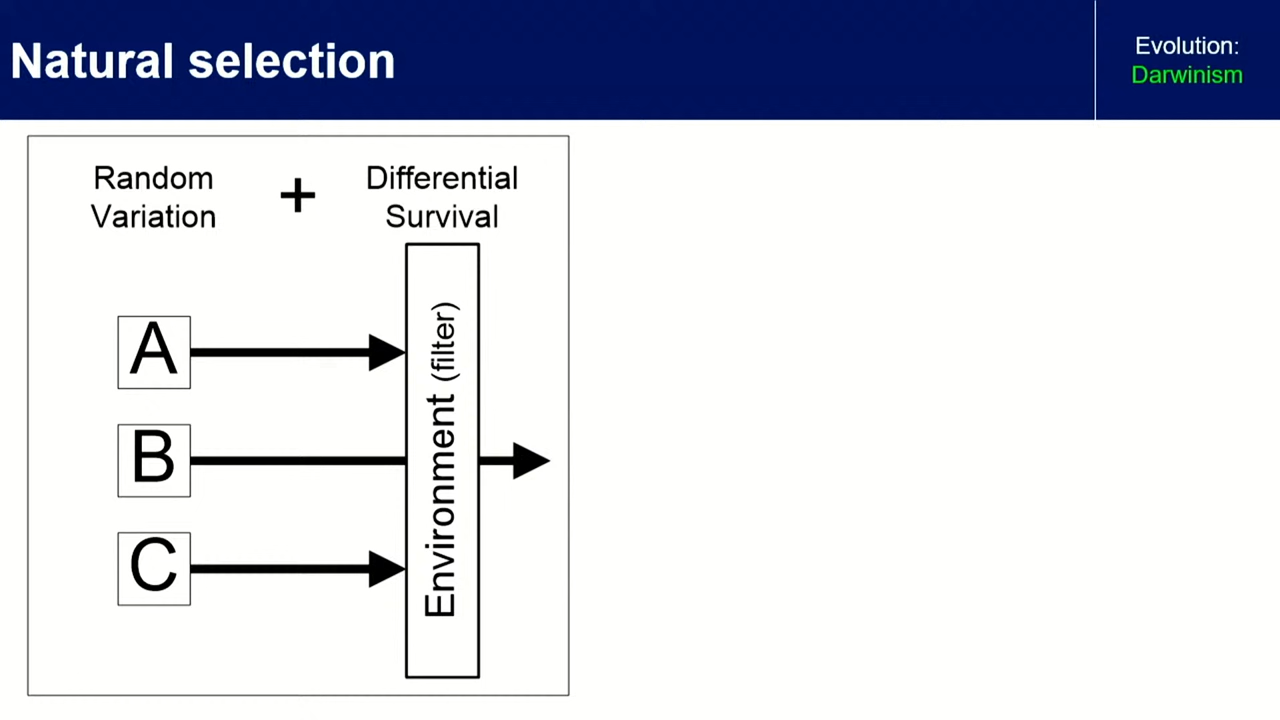 Natural selection
Evolution:
Darwinism
Random
Variation
+
Differential
Survival
A
B
C
Environment (filter)